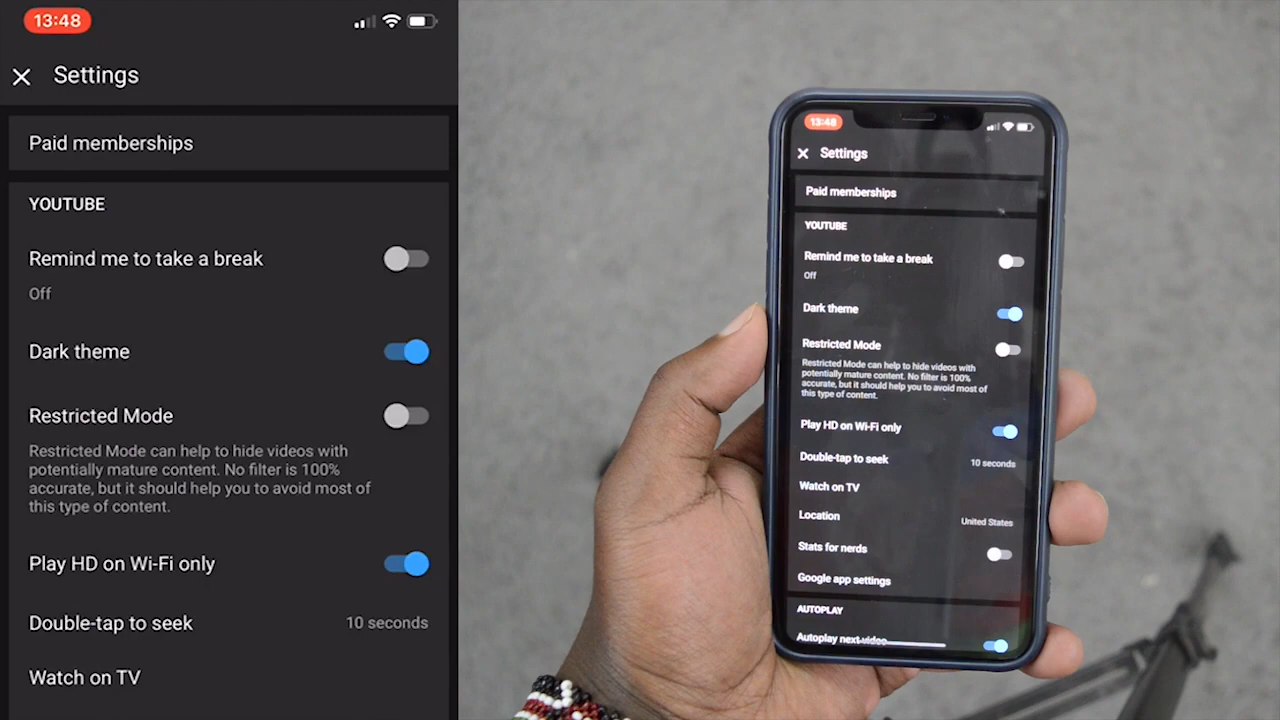 13:48
Settings
Paid memberships
YOUTUBE
Remind me to take a break
Off
Dark theme
Restricted Mode
Restricted Mode can help to hide videos with
potentially mature content. No filter is 100%
accurate, but it should help you to avoid most of
this type of content.
Play HD on Wi-Fi only
Double-tap to seek 10 seconds
Watch on TV
13:48
Settings
Paid memberships
YOUTUBE
Remind me to take a break
Off
Dark theme
Restricted Mode
Restricted Mode can help to hide videos with
potentially mature content. No filter is 100%
accurate, but it should help you to avoid most of
this type of content.
Play HD on Wi-Fi only
Double-tap to seek 10 seconds
Watch on TV
Location United States
Stats for nerds
Google app settings
AUTOPLAY
Autoplay next video